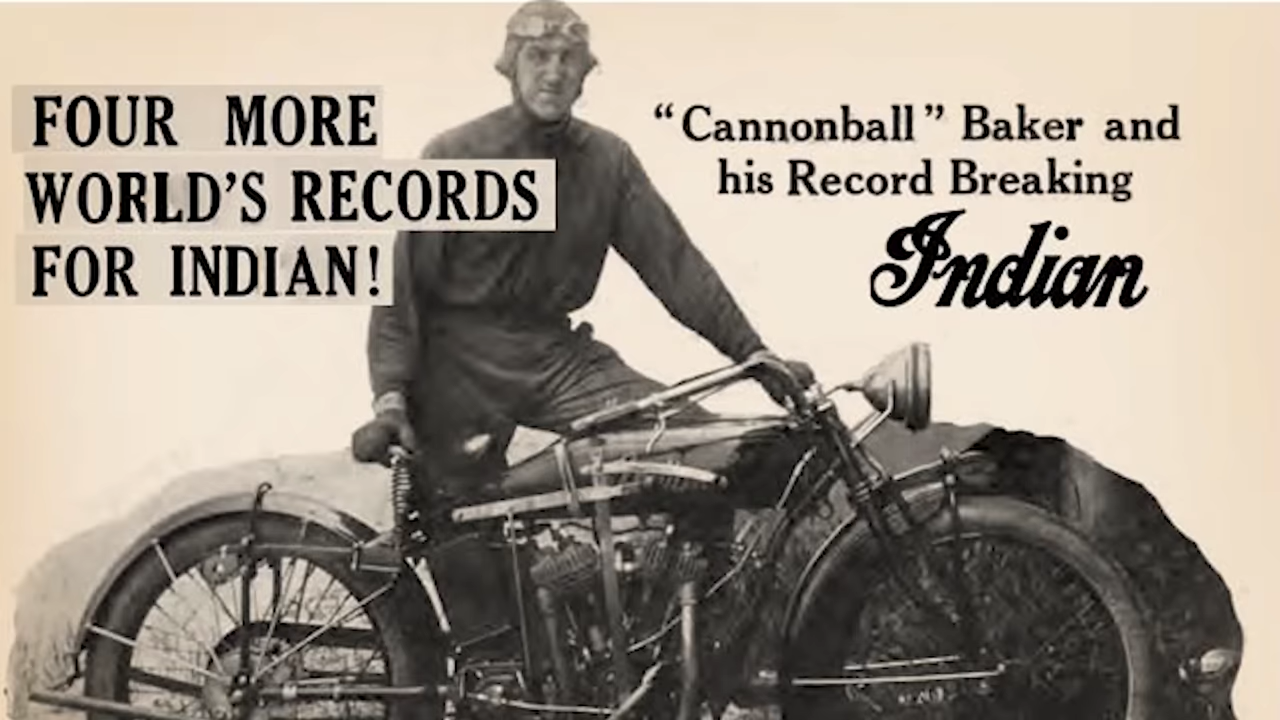 FOUR MORE
WORLD'S RECORDS
FOR INDIAN!
"Cannonball" Baker and
his Record Breaking
Indian